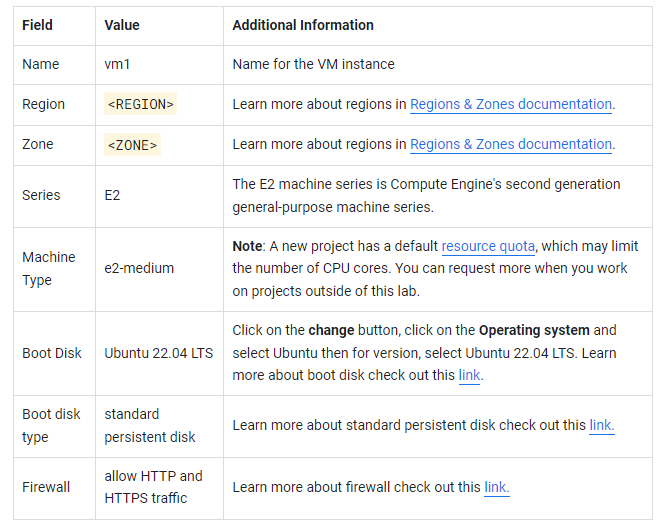 Field Value Additional Information
Name vm1 Name for the VM instance
Region <REGION> Learn more about regions in Regions & Zones documentation.
Zone <ZONE> Learn more about regions in Regions & Zones documentation.
Series E2 The E2 machine series is Compute Engine's second generation
general-purpose machine series.
Machine
Type
e2-medium
Note: A new project has a default resource quota, which may limit
the number of CPU cores. You can request more when you work
on projects outside of this lab.
Boot Disk Ubuntu 22.04 LTS
Click on the change button, click on the Operating system and
select Ubuntu then for version, select Ubuntu 22.04 LTS. Learn
more about boot disk check out this link.
Boot disk
type
standard
persistent disk
Learn more about standard persistent disk check out this link.
Firewall
allow HTTP and
HTTPS traffic
Learn more about firewall check out this link.